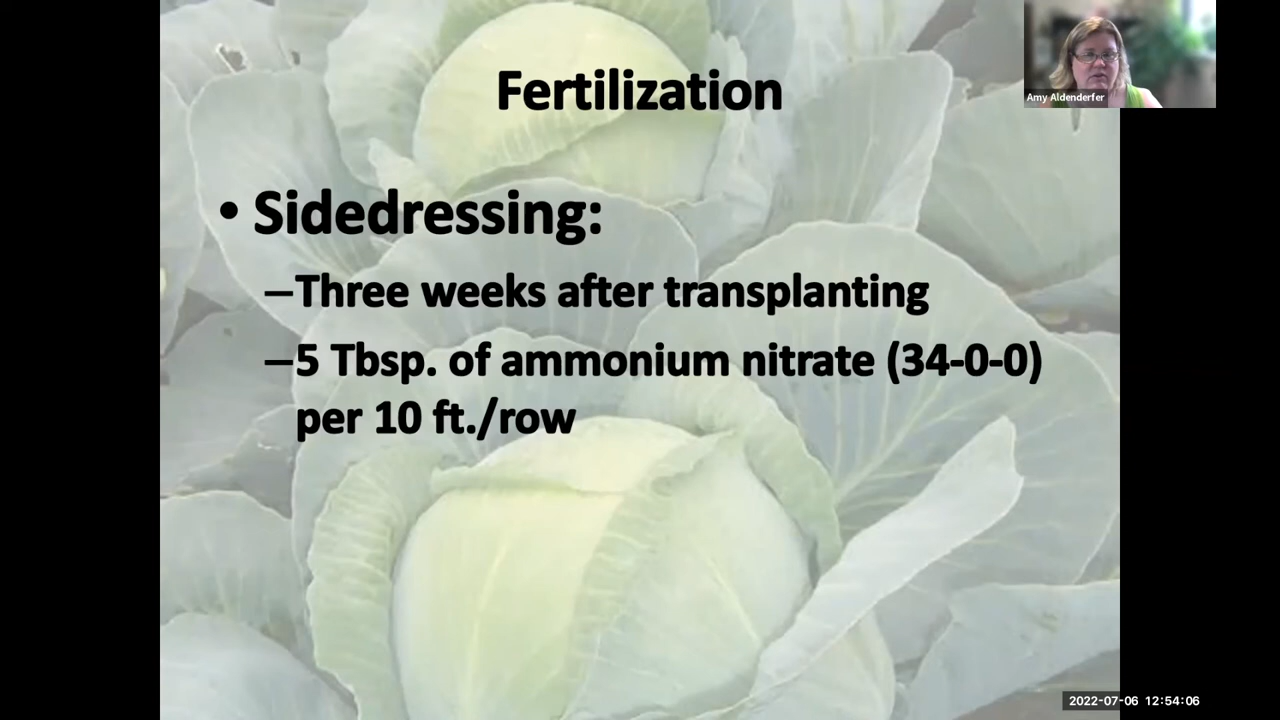 Fertilization
Amy Aldenderfer
• Sidedressing:
–Three weeks after transplanting
–5 Tbsp. of ammonium nitrate (34-0-0)
per 10 ft./row
2022-07-06 12:54:06